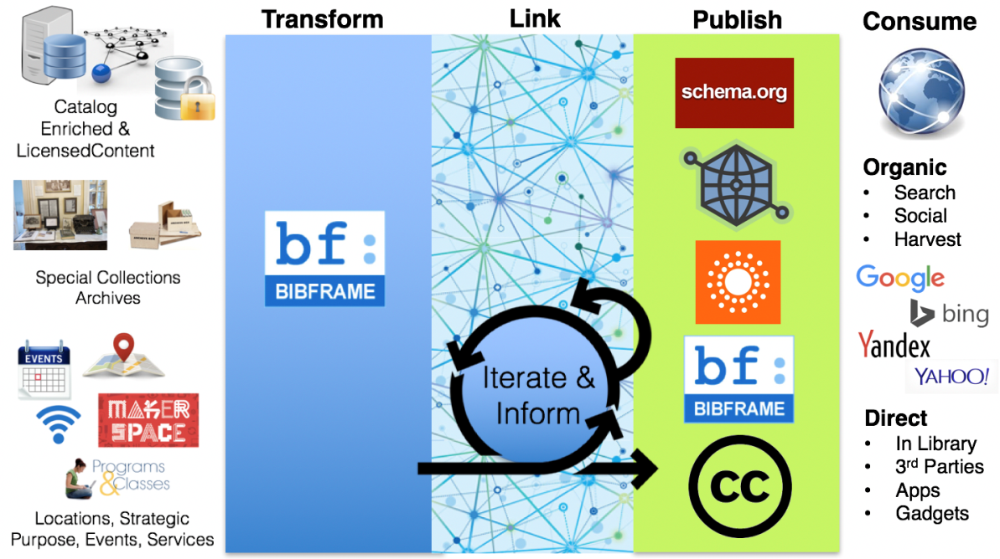 Transform
Link
Publish
Consume
Catalog
Enriched &
LicensedContent
Special Collections
Archives
EVENTS
MAKER
SPACE
Programs
&Classes
Locations, Strategic
Purpose, Events, Services
bf:
BIBFRAME
Iterate &
Inform
schema.org
bf:
BIBFRAME
cc
Organic
• Search
• Social
• Harvest
Google
bing
Yandex
YAHOO!
Direct
• In Library
• 3rd Parties
• Apps
• Gadgets